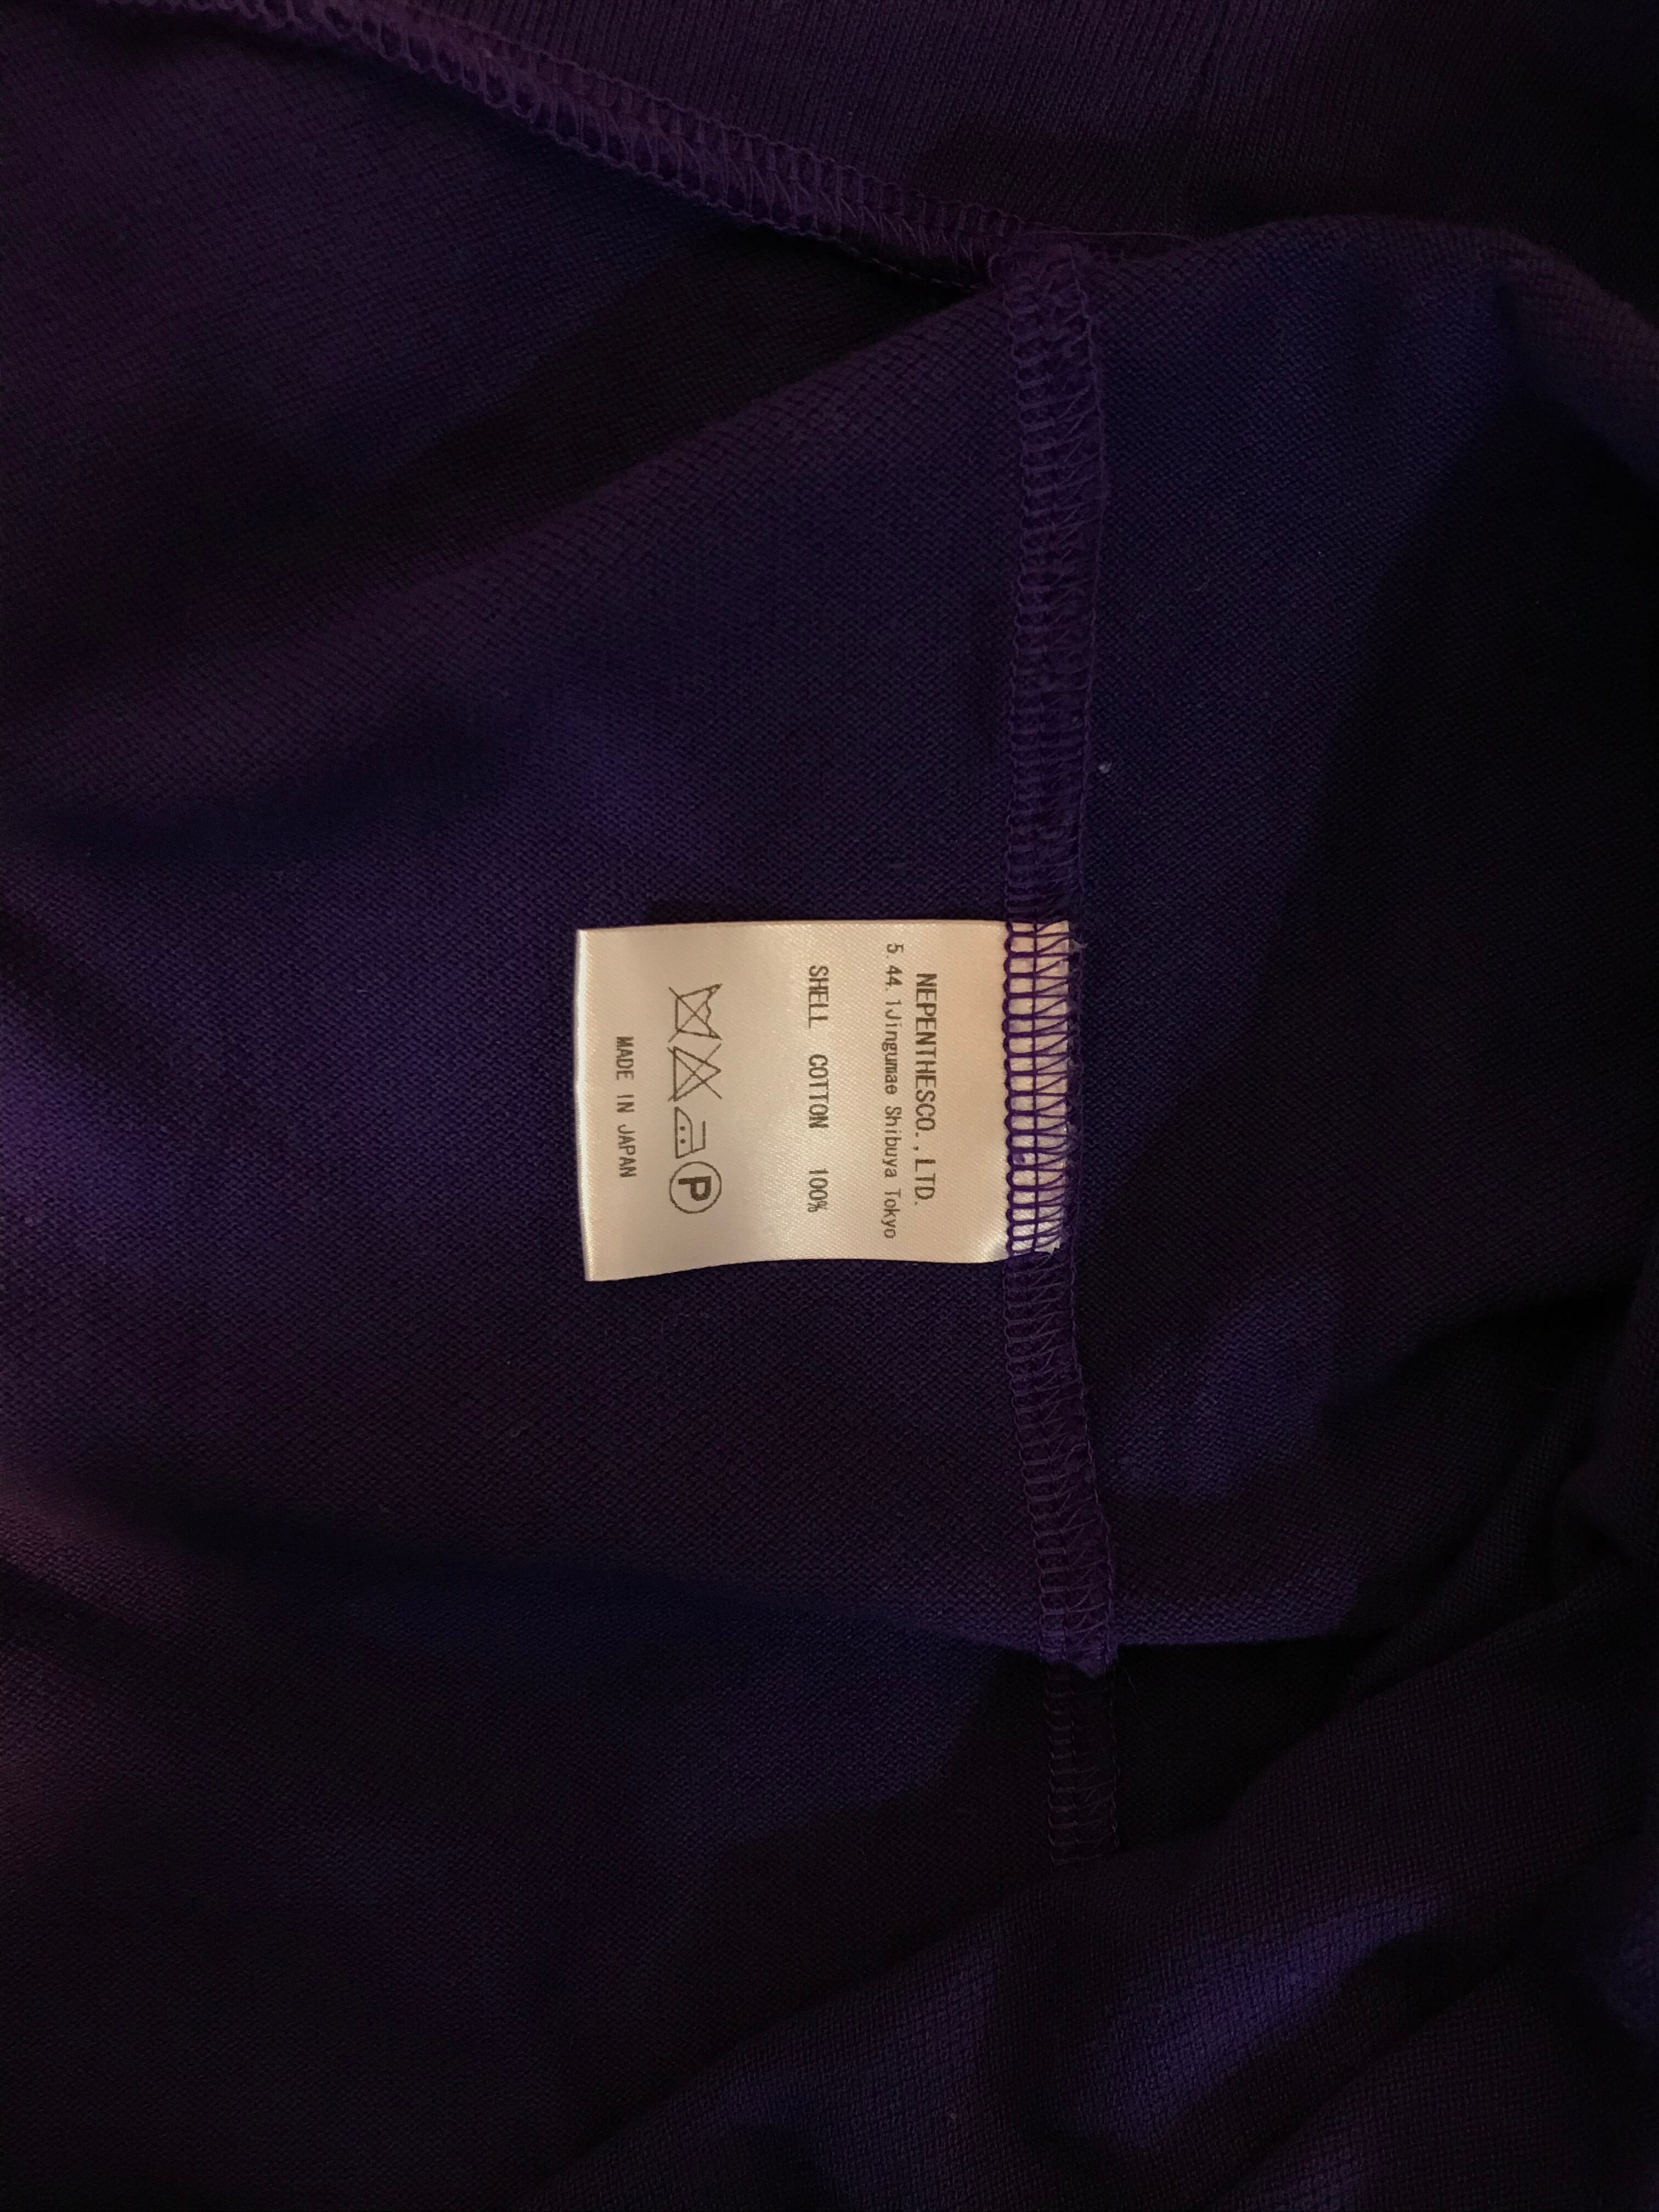 NEPENTHESCO.,LTD.
5.44.1Jingumae Shibuya Tokyo
SHELL COTTON 100%
P
MADE IN JAPAN